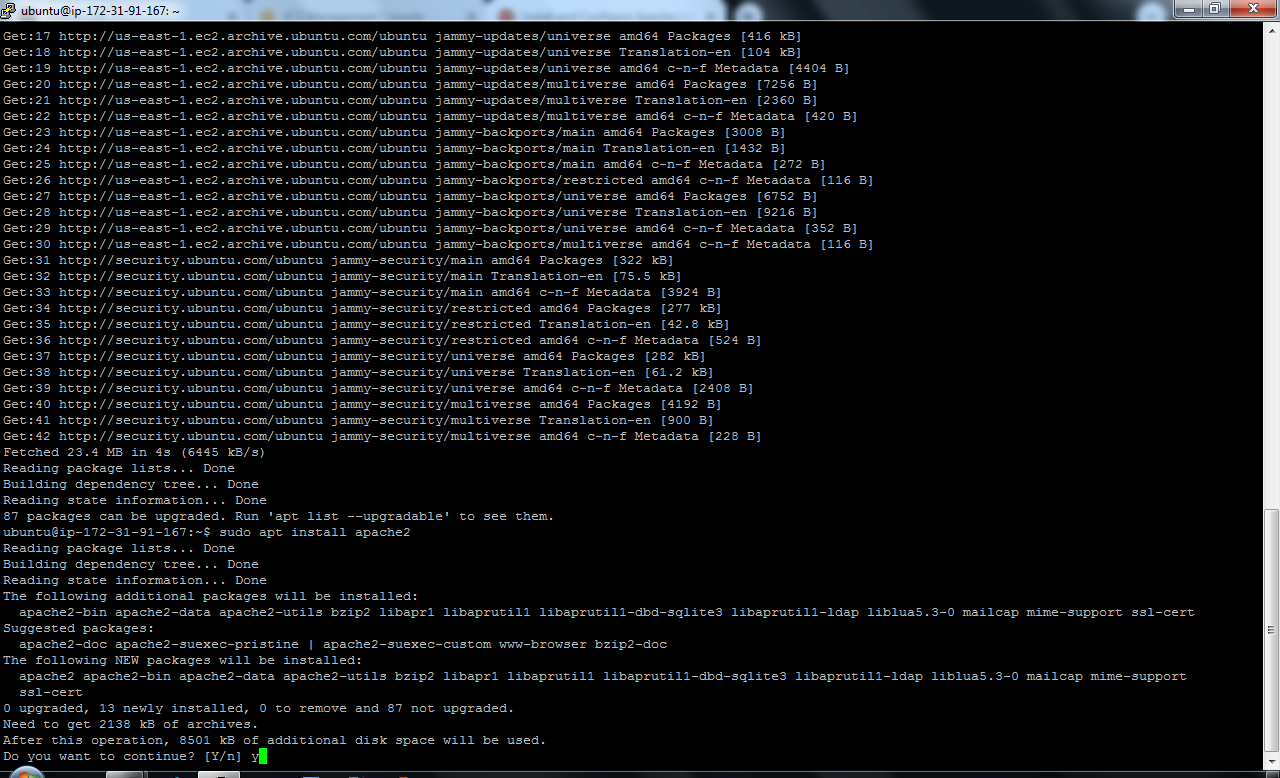 ubuntu@ip-172-31-91-167: ~
Get:17 http://us-east-1.ec2.archive.ubuntu.com/ubuntu jammy-updates/universe amd64 Packages [416 kB]
Get:18 http://us-east-1.ec2.archive.ubuntu.com/ubuntu jammy-updates/universe Translation-en [104 kB]
Get:19 http://us-east-1.ec2.archive.ubuntu.com/ubuntu jammy-updates/universe amd64 c-n-f Metadata [4404 B]
Get:20 http://us-east-1.ec2.archive.ubuntu.com/ubuntu jammy-updates/multiverse amd64 Packages [7256 B]
Get:21 http://us-east-1.ec2.archive.ubuntu.com/ubuntu jammy-updates/multiverse Translation-en [2360 B]
Get:22 http://us-east-1.ec2.archive.ubuntu.com/ubuntu jammy-updates/multiverse amd64 c-n-f Metadata [420 B]
Get:23 http://us-east-1.ec2.archive.ubuntu.com/ubuntu jammy-backports/main amd64 Packages [3008 B]
Get:24 http://us-east-1.ec2.archive.ubuntu.com/ubuntu jammy-backports/main Translation-en [1432 B]
Get:25 http://us-east-1.ec2.archive.ubuntu.com/ubuntu jammy-backports/main amd64 c-n-f Metadata [272 B]
Get:26 http://us-east-1.ec2.archive.ubuntu.com/ubuntu jammy-backports/restricted amd64 c-n-f Metadata [116 B]
Get:27 http://us-east-1.ec2.archive.ubuntu.com/ubuntu jammy-backports/universe amd64 Packages [6752 B]
Get:28 http://us-east-1.ec2.archive.ubuntu.com/ubuntu jammy-backports/universe Translation-en [9216 B]
Get:29 http://us-east-1.ec2.archive.ubuntu.com/ubuntu jammy-backports/universe amd64 c-n-f Metadata [352 B]
Get:30 http://us-east-1.ec2.archive.ubuntu.com/ubuntu jammy-backports/multiverse amd64 c-n-f Metadata [116 B]
Get:31 http://security.ubuntu.com/ubuntu jammy-security/main amd64 Packages [322 kB]
Get:32 http://security.ubuntu.com/ubuntu jammy-security/main Translation-en [75.5 kB]
Get:33 http://security.ubuntu.com/ubuntu jammy-security/main amd64 c-n-f Metadata [3924 B]
Get:34 http://security.ubuntu.com/ubuntu jammy-security/restricted amd64 Packages [277 kB]
Get:35 http://security.ubuntu.com/ubuntu jammy-security/restricted Translation-en [42.8 kB]
Get:36 http://security.ubuntu.com/ubuntu jammy-security/restricted amd64 c-n-f Metadata [524 B]
Get:37 http://security.ubuntu.com/ubuntu jammy-security/universe amd64 Packages [282 kB]
Get:38 http://security.ubuntu.com/ubuntu jammy-security/universe Translation-en [61.2 kB]
Get:39 http://security.ubuntu.com/ubuntu jammy-security/universe amd64 c-n-f Metadata [2408 B]
Get:40 http://security.ubuntu.com/ubuntu jammy-security/multiverse amd64 Packages [4192 B]
Get:41 http://security.ubuntu.com/ubuntu jammy-security/multiverse Translation-en [900 B]
Get:42 http://security.ubuntu.com/ubuntu jammy-security/multiverse amd64 c-n-f Metadata [228 B]
Fetched 23.4 MB in 4s (6445 kB/s)
Reading package lists... Done
Building dependency tree... Done
Reading state information... Done
87 packages can be upgraded. Run 'apt list --upgradable' to see them.
ubuntu@ip-172-31-91-167:~$ sudo apt install apache2
Reading package lists... Done
Building dependency tree... Done
Reading state information... Done
The following additional packages will be installed:
  apache2-bin apache2-data apache2-utils bzip2 libapr1 libaprutil1 libaprutil1-dbd-sqlite3 libaprutil1-ldap liblua5.3-0 mailcap mime-support ssl-cert
Suggested packages:
  apache2-doc apache2-suexec-pristine | apache2-suexec-custom www-browser bzip2-doc
The following NEW packages will be installed:
  apache2 apache2-bin apache2-data apache2-utils bzip2 libapr1 libaprutil1 libaprutil1-dbd-sqlite3 libaprutil1-ldap liblua5.3-0 mailcap mime-support
  ssl-cert
0 upgraded, 13 newly installed, 0 to remove and 87 not upgraded.
Need to get 2138 kB of archives.
After this operation, 8501 kB of additional disk space will be used.
Do you want to continue? [Y/n] y